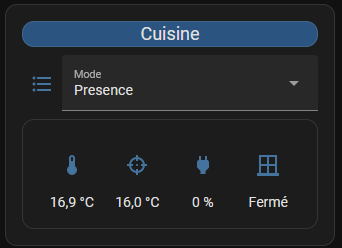 Cuisine
Mode
Presence
16,9 °C 16,0 °C 0 % Fermé